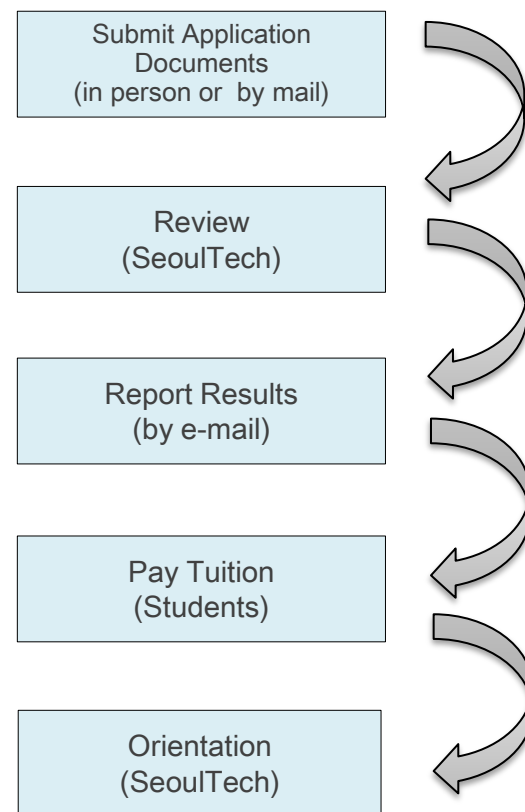 Submit Application
Documents
(in person or by mail)
Review
(SeoulTech)
Report Results
(by e-mail)
Pay Tuition
(Students)
Orientation
(SeoulTech)